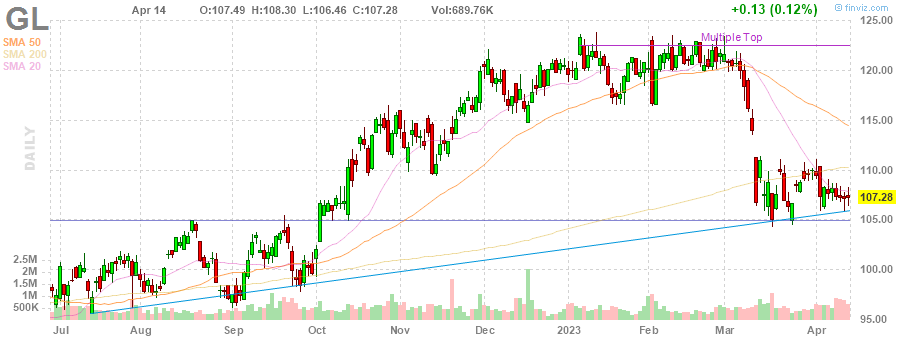 GL
Apr 14 O:107.49 H:108.30 L:106.46 C:107.28 Vol:689.76K +0.13 (0.12%)
© finviz.com
SMA 50
SMA 200
SMA 20
Multiple Top
DAILY
125.00
120.00
115.00
110.00
107.28
105.00
100.00
95.00
2.5M
2M
1.5M
1M
500K
Jul Aug Sep Oct Nov Dec 2023 Feb Mar Apr